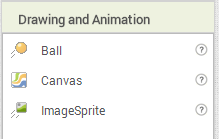 Drawing and Animation
Ball ?
Canvas ?
ImageSprite ?